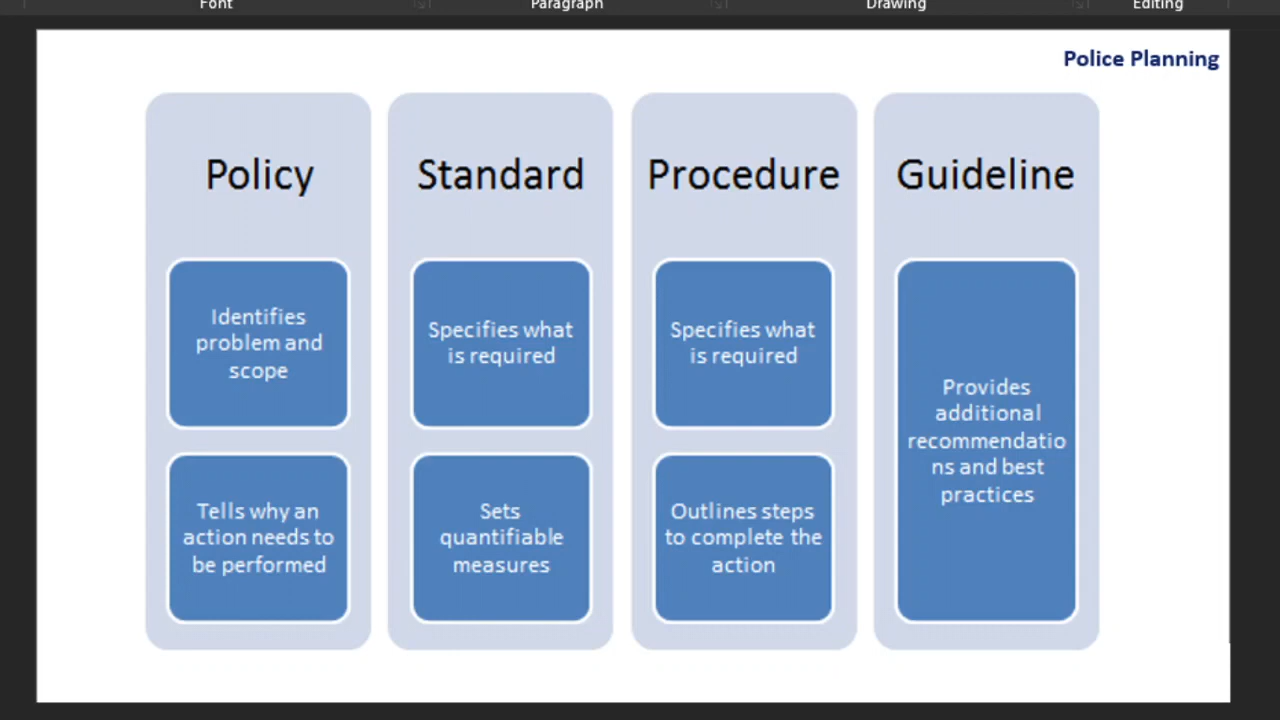 Font
Paragraph
Drawing
Editing
Police Planning
Policy
Identifies
problem and
scope
Tells why an
action needs to
be performed
Standard
Specifies what
is required
Sets
quantifiable
measures
Procedure
Specifies what
is required
Outlines steps
to complete the
action
Guideline
Provides
additional
recommendatio
ns and best
practices